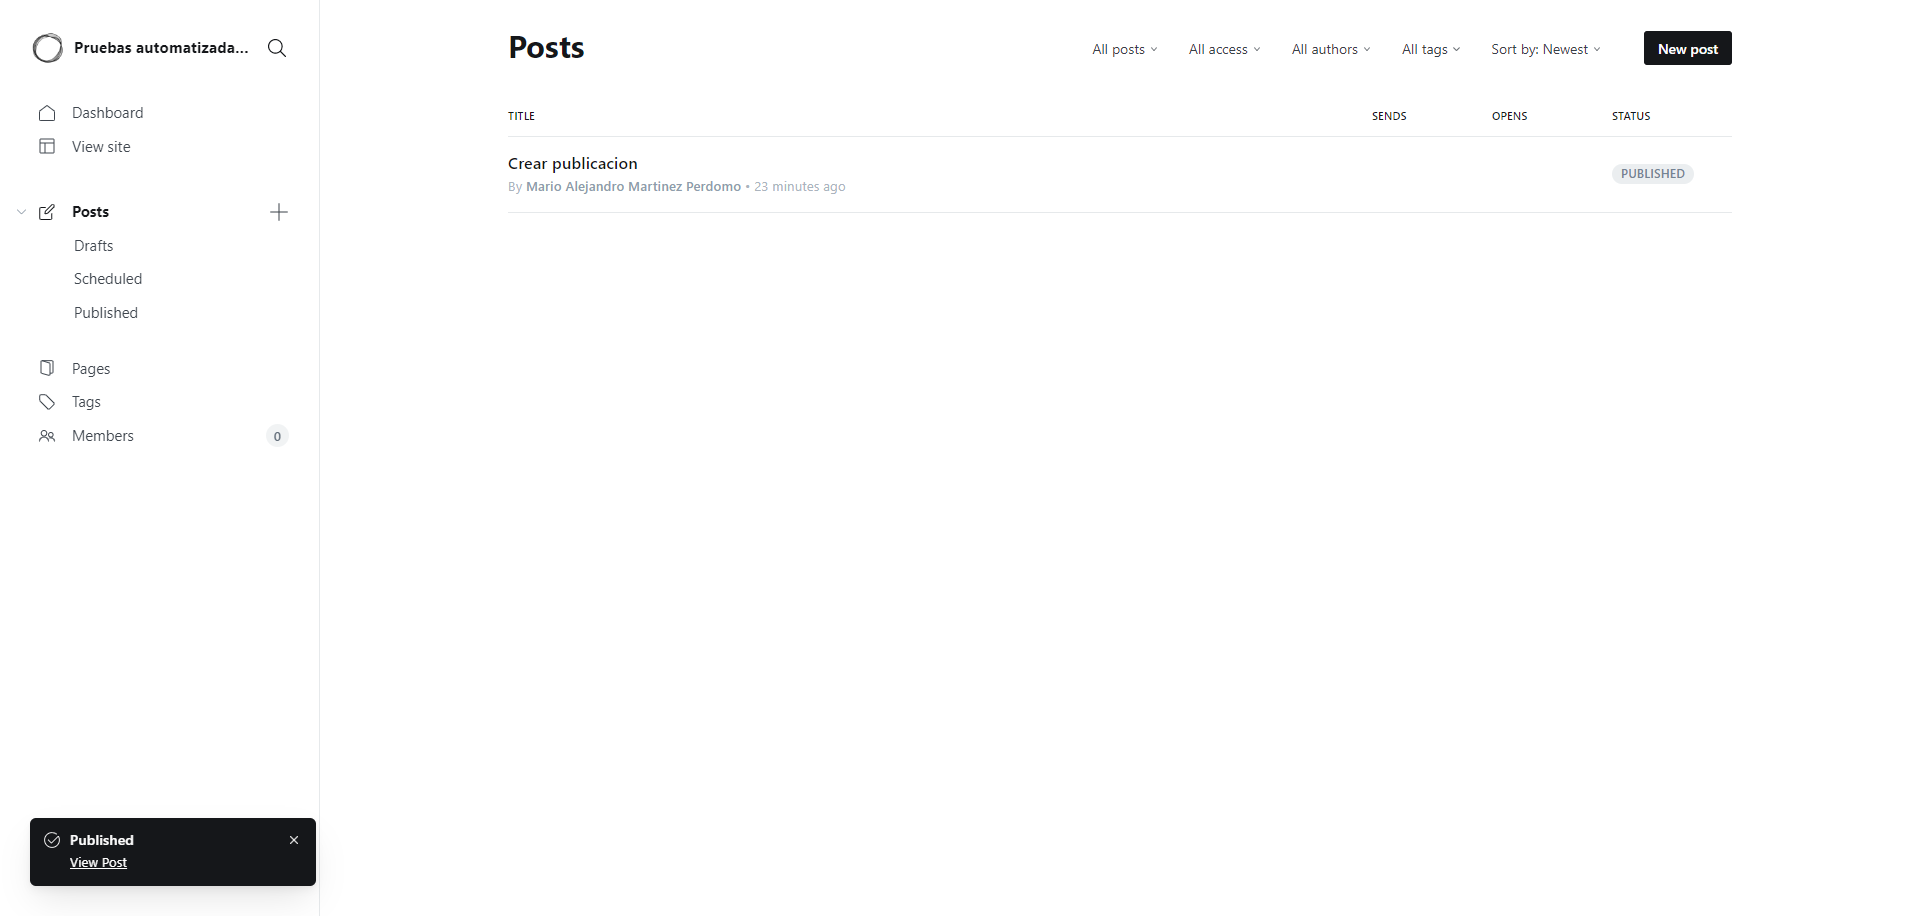 Pruebas automatizada...
Dashboard
View site
Posts
Drafts
Scheduled
Published
Pages
Tags
Members 0
Published
View Post
Posts
All posts All access All authors All tags Sort by: Newest New post
TITLE SENDS OPENS STATUS
Crear publicacion
By Mario Alejandro Martinez Perdomo • 23 minutes ago
PUBLISHED